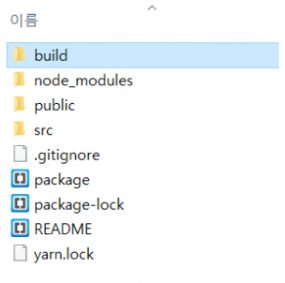 이름
build
node_modules
public
src
.gitignore
package
package-lock
README
yarn.lock